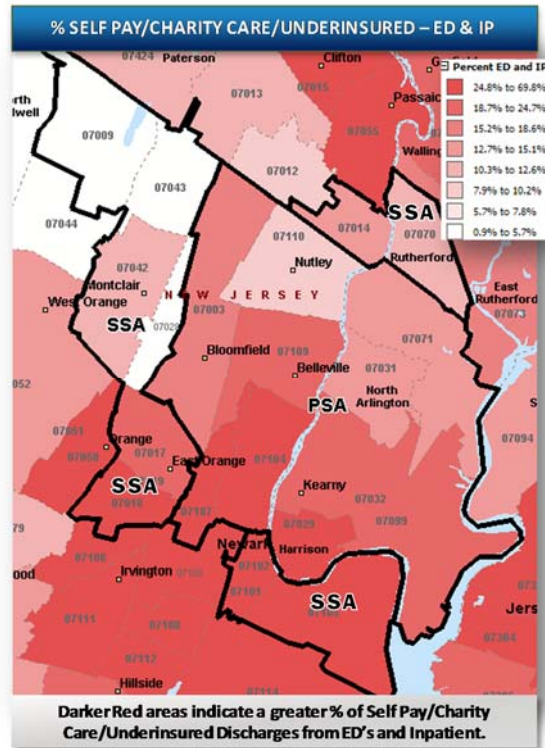 % SELF PAY/CHARITY CARE/UNDERINSURED – ED & IP
Percent ED and IP
24.8% to 69.8%
18.7% to 24.7%
15.2% to 18.6%
12.7% to 15.1%
10.3% to 12.6%
7.9% to 10.2%
5.7% to 7.8%
0.9% to 5.7%
07424
Paterson
Clifton
07015
07013
Passaic
07055
07009
Walling
07012
07043
SSA
07044
07014
07070
07110
Rutherford
07042
Nutley
Montclair
East
Rutherford
West Orange
NEW JERSEY
07073
SSA
07028
07003
07071
Bloomfield
07109
07031
Belleville
North
Arlington
PSA
07052
07051
Orange
07094
07050
07017
East Orange
07104
SSA
Kearny
07018
07032
07107
07029
07099
Newark
Harrison
07106
07102
Irvington
07101
SSA
07111
07108
07304
07112
Hillside
07114
Darker Red areas indicate a greater % of Self Pay/Charity
Care/Underinsured Discharges from ED's and Inpatient.